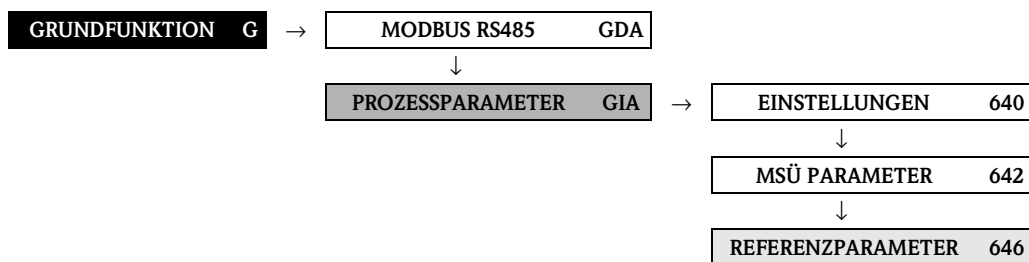 GRUNDFUNKTION G → MODBUS RS485 GDA
↓
PROZESSPARAMETER GIA → EINSTELLUNGEN 640
↓
MSÜ PARAMETER 642
↓
REFERENZPARAMETER 646